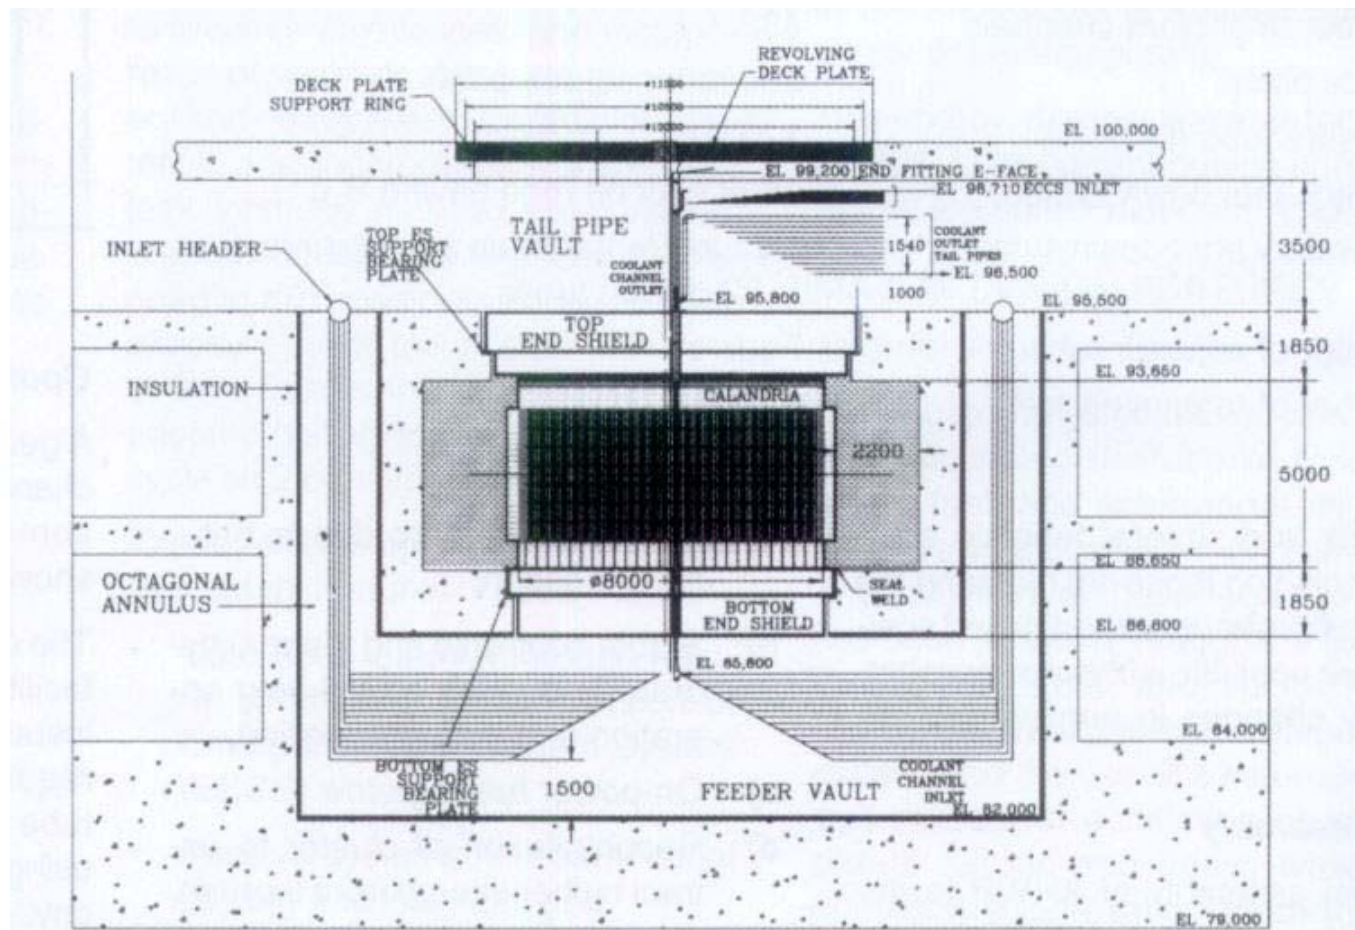 REVOLVING
DECK PLATE
DECK PLATE
SUPPORT RING
EL 100,000
EL 99,200 END FITTING E-FACE
EL 98,710 ECCS INLET
TAIL PIPE
VAULT
TOP ES
SUPPORT
BEARING
PLATE
INLET HEADER
COOLANT
OUTLET
TAIL PIPES
1540
3500
COOLANT
CHANNEL
OUTLET
EL 96,500
1000
EL 95,800
EL 95,500
TOP
END SHIELD
1850
EL 93,650
INSULATION
CALANDRIA
2200
5000
EL 88,650
OCTAGONAL
ANNULUS
ø8000
SEAL
WELD
BOTTOM
END SHIELD
1850
EL 86,800
EL 85,800
EL 84,000
BOTTOM ES
SUPPORT
BEARING
PLATE
1500
FEEDER VAULT
COOLANT
CHANNEL
INLET
EL 82,000
EL 79,000